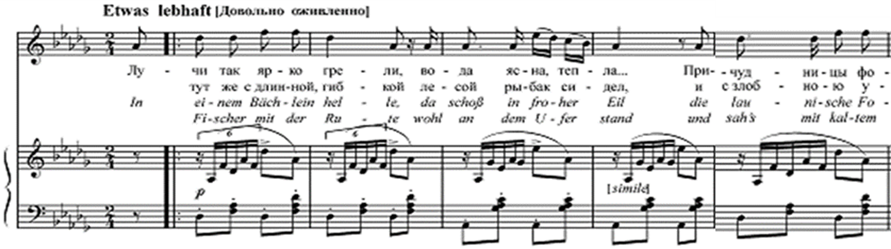 Etwas lebhaft [Довольно оживленно]
Лу - чи так яр-ко гре - ли, во - да яс-на, теп - ла... При-чуд - ни-цы фо-
тут же с длин-ной, гиб - кой ле - сой ры-бак си - дел, и с злоб - но-ю у-
In ei-nem Bäch-lein hel - le, da schoß in fro-her Eil die lau - ni-sche Fo-
Fi-scher mit der Ru - te wohl an dem U-fer stand und sah's mit kal-tem
6 6
p [simile]